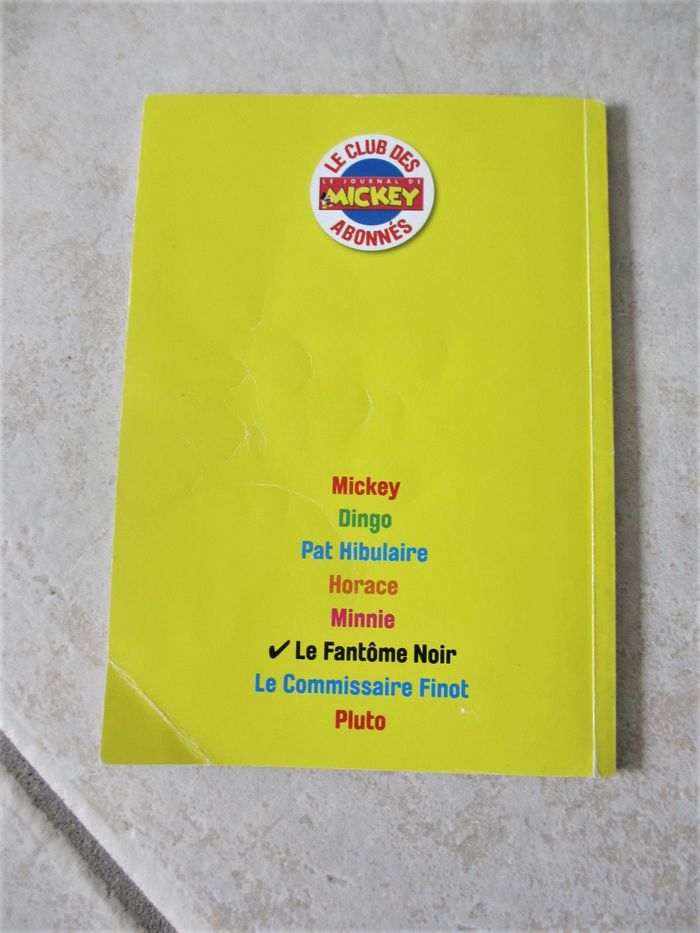 LE CLUB DES
LE JOURNAL DE
MICKEY
ABONNÉS
Mickey
Dingo
Pat Hibulaire
Horace
Minnie
✔ Le Fantôme Noir
Le Commissaire Finot
Pluto